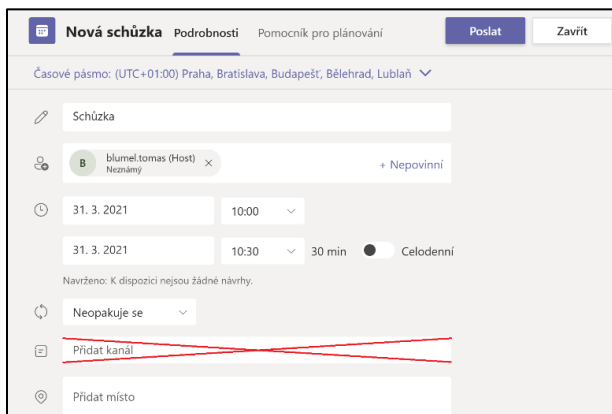 Nová schůzka Podrobnosti Pomocník pro plánování Poslat Zavřít
Časové pásmo: (UTC+01:00) Praha, Bratislava, Budapešť, Bělehrad, Lublaň
Schůzka
B blumel.tomas (Host)
Neznámý
+ Nepovinní
31. 3. 2021 10:00
31. 3. 2021 10:30 30 min Celodenní
Navrženo: K dispozici nejsou žádné návrhy.
Neopakuje se
Přidat kanál
Přidat místo